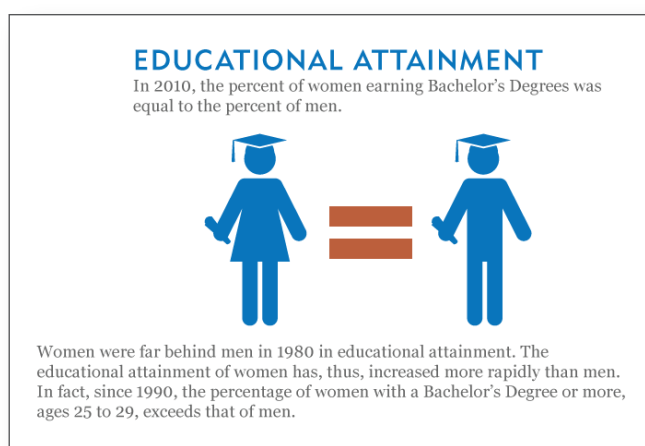 EDUCATIONAL ATTAINMENT
In 2010, the percent of women earning Bachelor’s Degrees was
equal to the percent of men.
Women were far behind men in 1980 in educational attainment. The
educational attainment of women has, thus, increased more rapidly than men.
In fact, since 1990, the percentage of women with a Bachelor’s Degree or more,
ages 25 to 29, exceeds that of men.